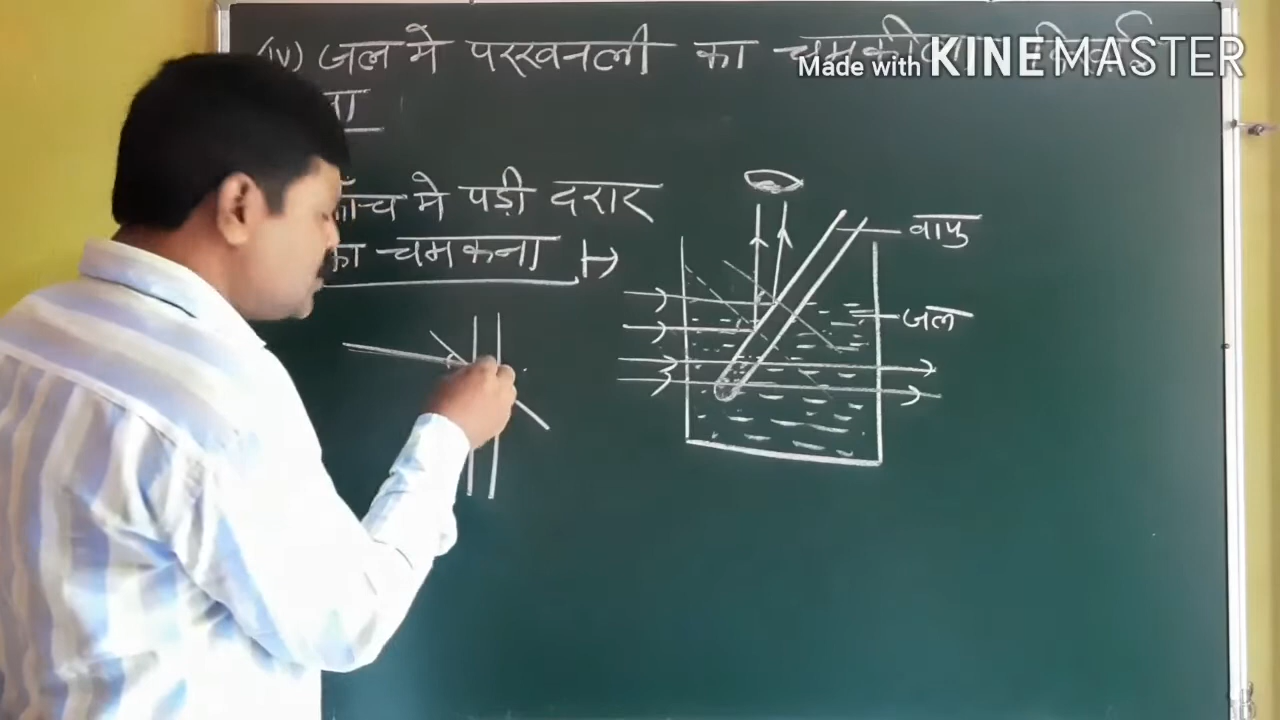 (iv) जल मे परखनली का
Made with KINEMASTER
काँच मे पड़ी दरार
का चमकना
वायु
जल